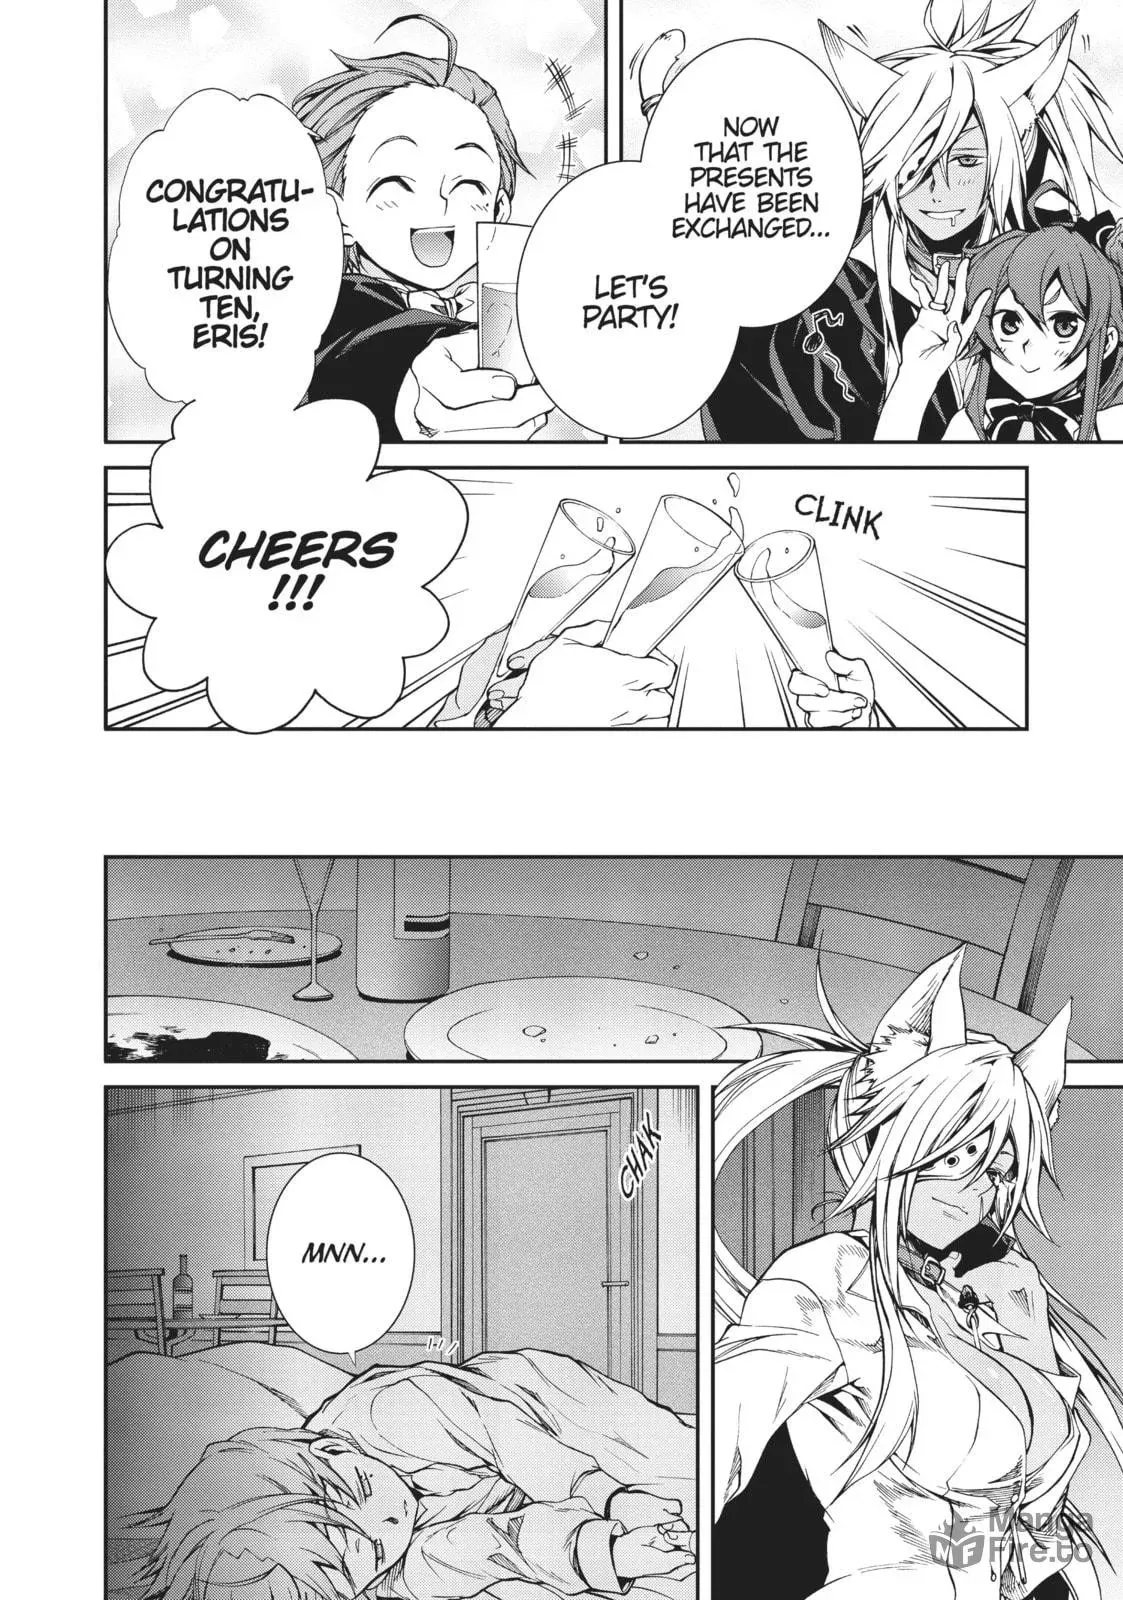 NOW
THAT THE
PRESENTS
HAVE BEEN
EXCHANGED...
LET'S
PARTY!
CONGRATU-
LATIONS
ON
TURNING
TEN,
ERIS!
CLINK
CHEERS
!!!
CHAK
MNN...
Manga
Fire.to
MF